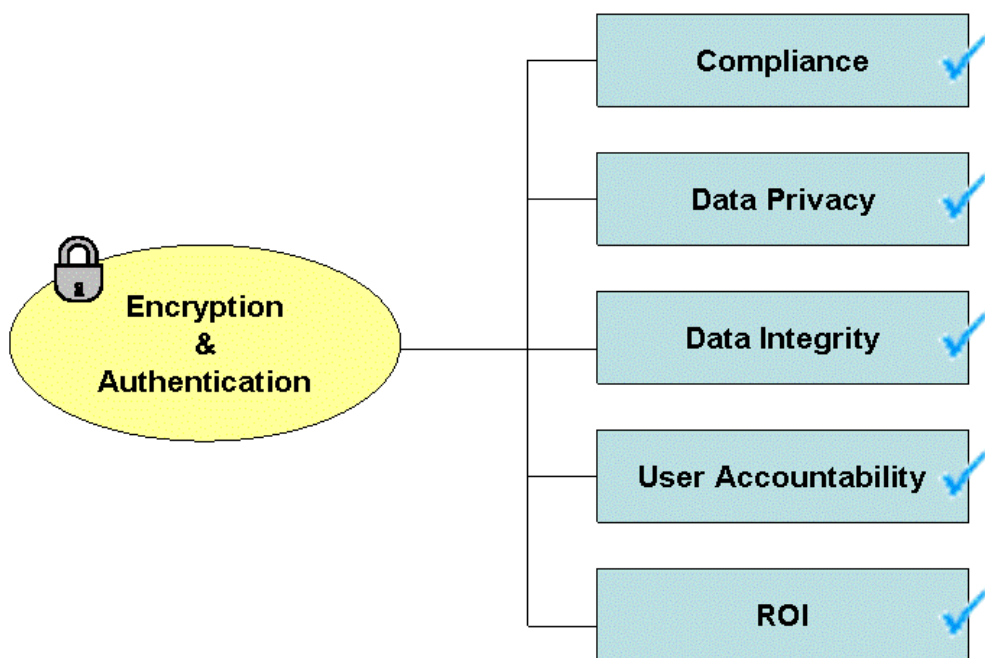 Compliance
Data Privacy
Encryption
&
Authentication
Data Integrity
User Accountability
ROI